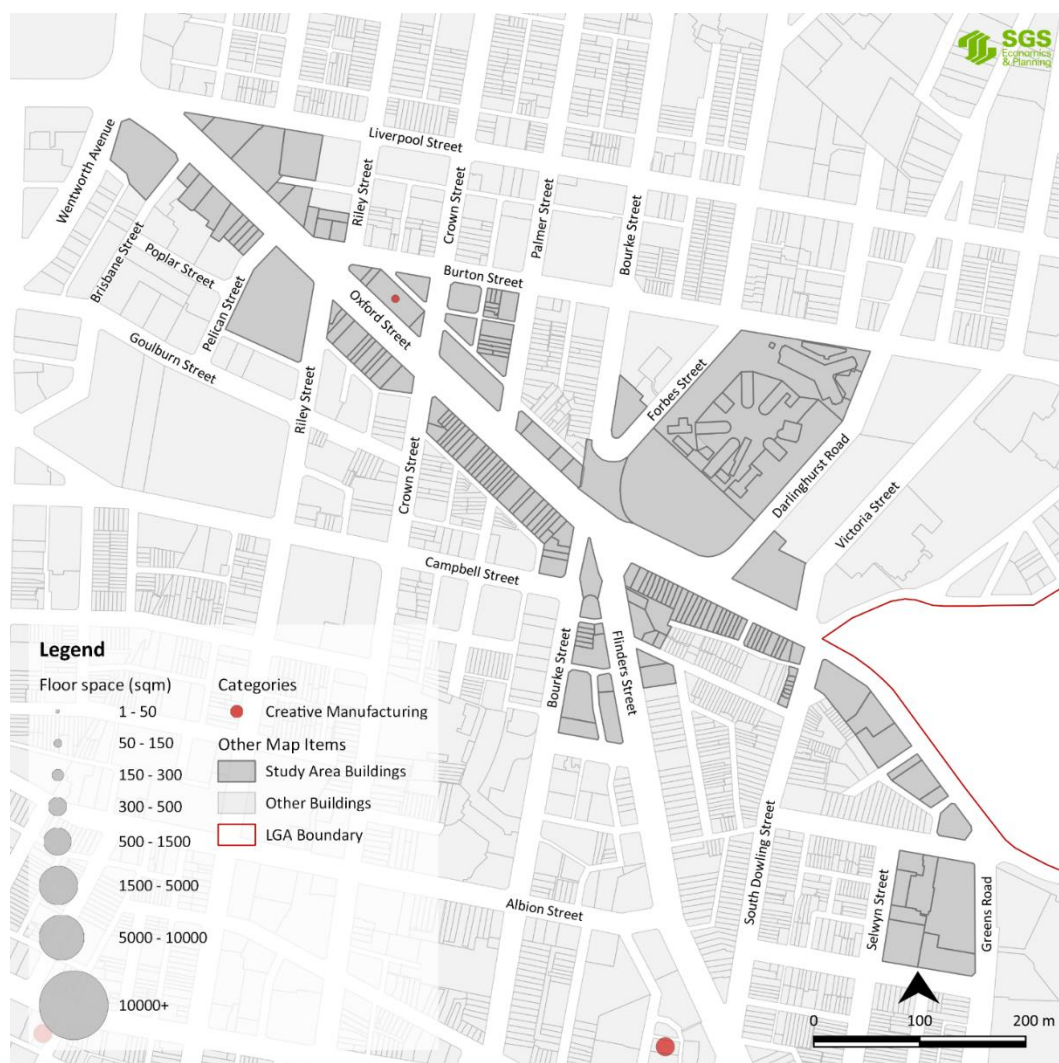 SGS
Economics
& Planning
Liverpool Street
Wentworth Avenue
Riley Street
Crown Street
Palmer Street
Bourke Street
Brisbane Street
Poplar Street
Pelican Street
Burton Street
Oxford Street
Goulburn Street
Riley Street
Crown Street
Forbes Street
Darlinghurst Road
Victoria Street
Campbell Street
Bourke Street
Flinders Street
South Dowling Street
Albion Street
Selwyn Street
Greens Road
Legend
Floor space (sqm)
1 - 50
50 - 150
150 - 300
300 - 500
500 - 1500
1500 - 5000
5000 - 10000
10000+
Categories
Creative Manufacturing
Other Map Items
Study Area Buildings
Other Buildings
LGA Boundary
0 100 200 m